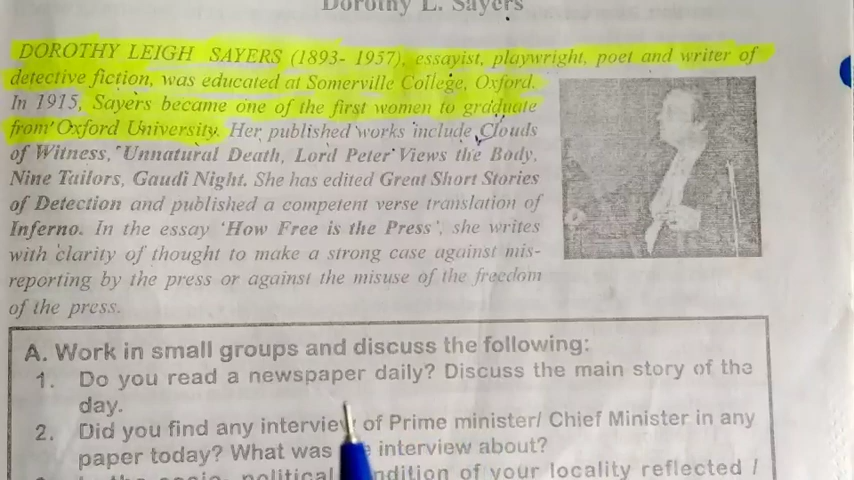 Dorothy L. Sayers
DOROTHY LEIGH SAYERS (1893- 1957), essayist, playwright, poet and writer of
detective fiction, was educated at Somerville College, Oxford.
In 1915, Sayers became one of the first women to graduate
from Oxford University. Her published works include Clouds
of Witness, Unnatural Death, Lord Peter Views the Body,
Nine Tailors, Gaudi Night. She has edited Great Short Stories
of Detection and published a competent verse translation of
Inferno. In the essay 'How Free is the Press', she writes
with clarity of thought to make a strong case against mis-
reporting by the press or against the misuse of the freedom
of the press.
A. Work in small groups and discuss the following:
1. Do you read a newspaper daily? Discuss the main story of the
day.
2. Did you find any interview of Prime minister/ Chief Minister in any
paper today? What was interview about?
political condition of your locality reflected /